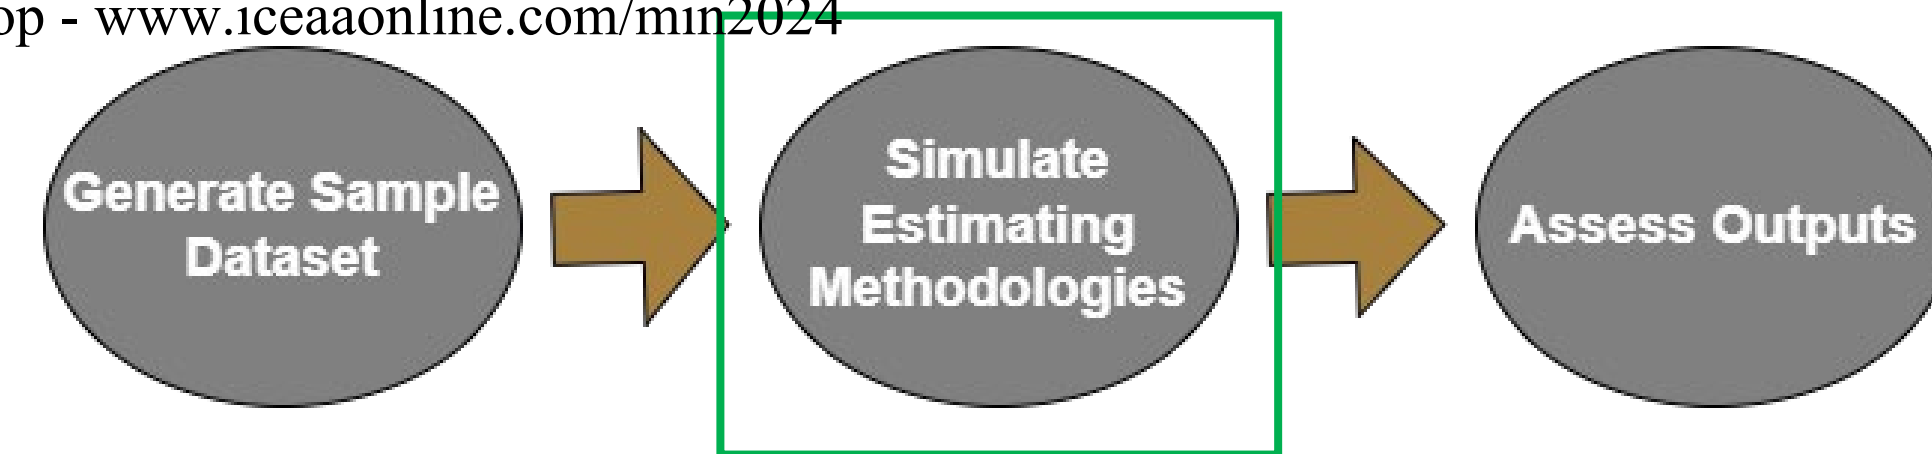 op - www.iceaaonline.com/min2024
Generate Sample
Dataset
Simulate
Estimating
Methodologies
Assess Outputs